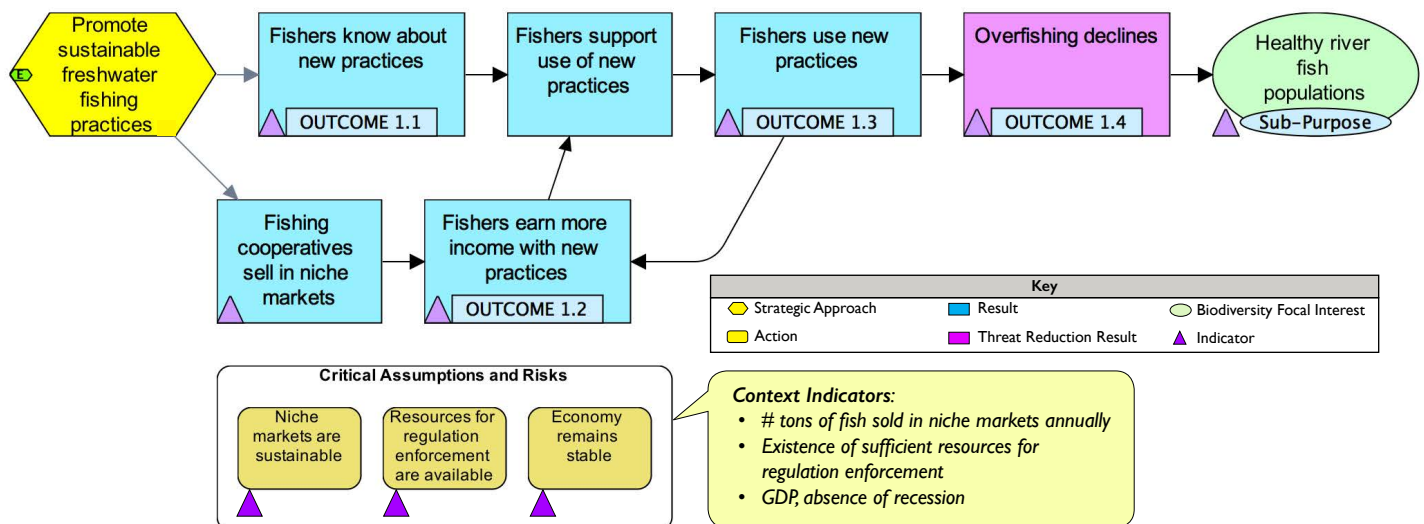 Promote
sustainable
freshwater
fishing
practices
E
Fishers know about
new practices
OUTCOME 1.1
Fishers support
use of new
practices
Fishers use new
practices
OUTCOME 1.3
Overfishing declines
OUTCOME 1.4
Healthy river
fish
populations
Sub-Purpose
Fishing
cooperatives
sell in niche
markets
Fishers earn more
income with new
practices
OUTCOME 1.2
Key
Strategic Approach
Result
Biodiversity Focal Interest
Action
Threat Reduction Result
Indicator
Critical Assumptions and Risks
Niche
markets are
sustainable
Resources for
regulation
enforcement
are available
Economy
remains
stable
Context Indicators:
• # tons of fish sold in niche markets annually
• Existence of sufficient resources for
regulation enforcement
• GDP, absence of recession